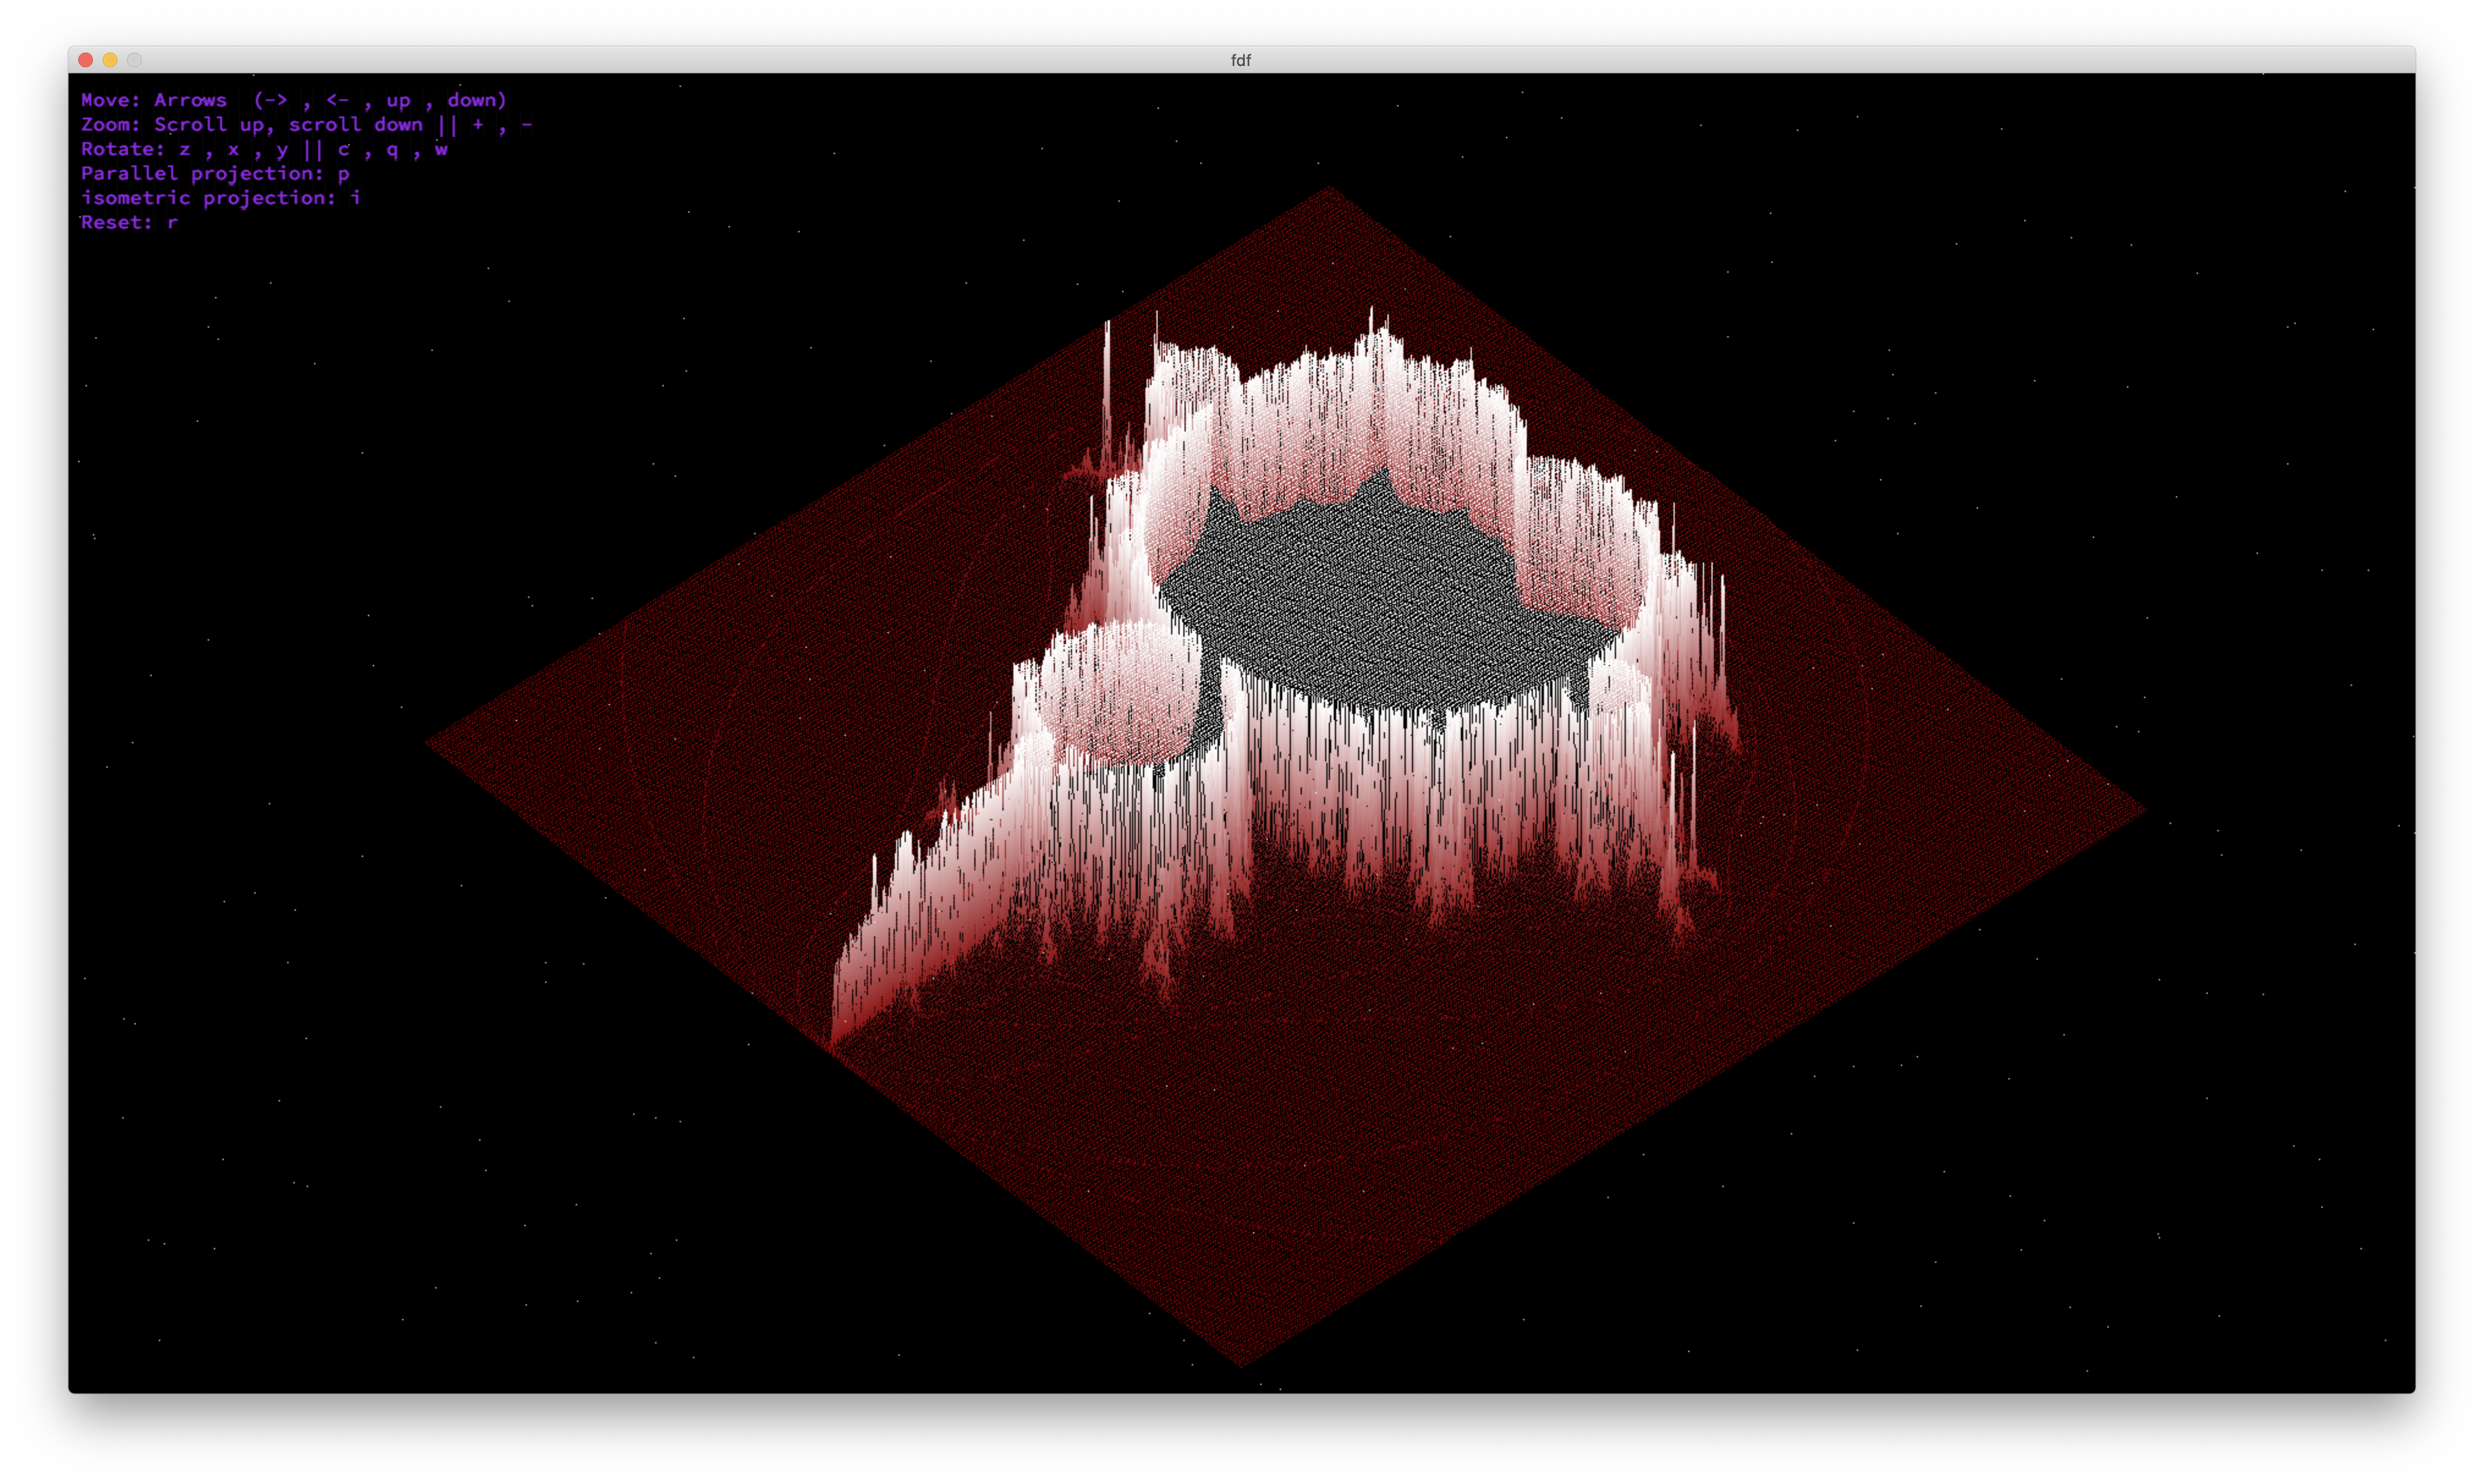 fdf
Move: Arrows  (-> , <- , up , down)
Zoom: Scroll up, scroll down || + , -
Rotate: z , x , y || c , q , w
Parallel projection: p
isometric projection: i
Reset: r